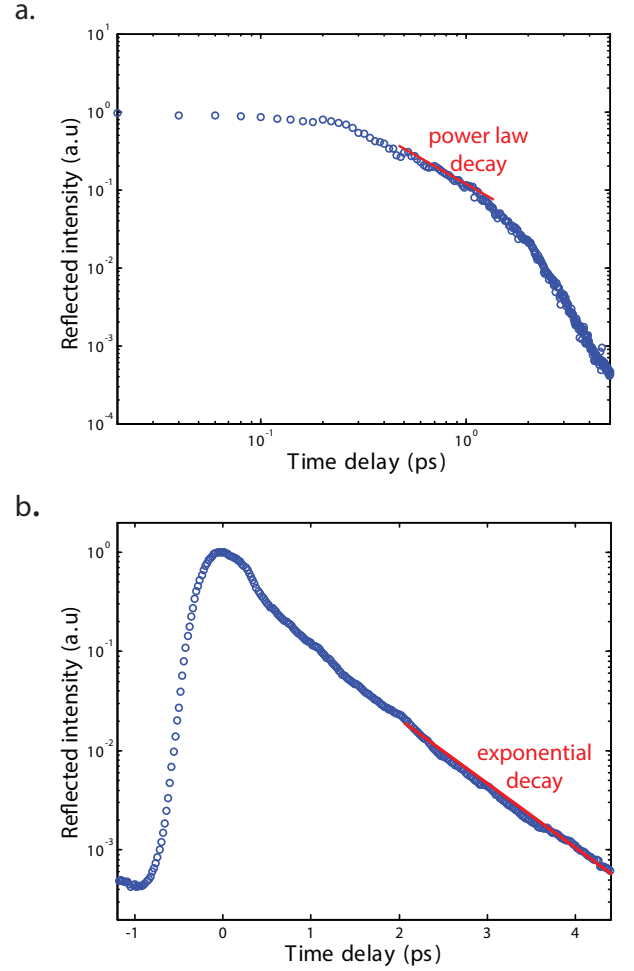 a.
10^1
10^0
10^-1
10^-2
10^-3
10^-4
Reflected intensity (a.u)
power law
decay
10^-1
10^0
Time delay (ps)
b.
10^0
10^-1
10^-2
10^-3
Reflected intensity (a.u)
exponential
decay
-1
0
1
2
3
4
Time delay (ps)